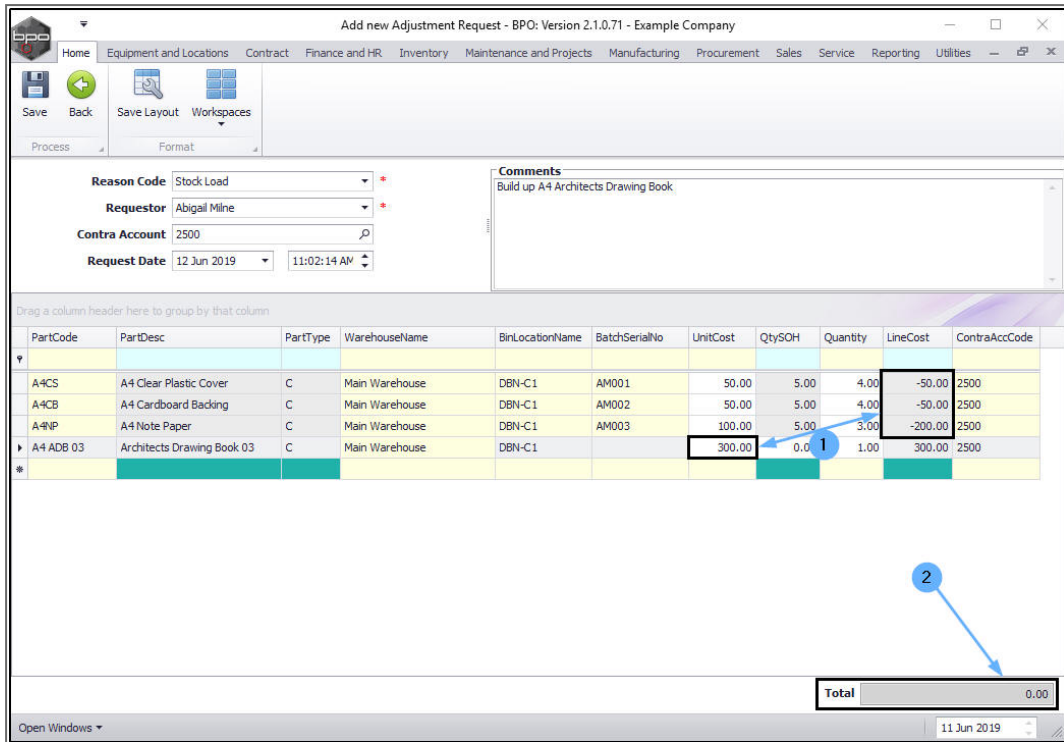 bpo
Add new Adjustment Request - BPO: Version 2.1.0.71 - Example Company
Home Equipment and Locations Contract Finance and HR Inventory Maintenance and Projects Manufacturing Procurement Sales Service Reporting Utilities
Save Back Save Layout Workspaces
Process Format
Reason Code Stock Load *
Requestor Abigail Milne *
Contra Account 2500
Request Date 12 Jun 2019 11:02:14 AM
Comments
Build up A4 Architects Drawing Book
Drag a column header here to group by that column
PartCode PartDesc PartType WarehouseName BinLocationName BatchSerialNo UnitCost QtySOH Quantity LineCost ContraAccCode
A4CS A4 Clear Plastic Cover C Main Warehouse DBN-C1 AM001 50.00 5.00 4.00 -50.00 2500
A4CB A4 Cardboard Backing C Main Warehouse DBN-C1 AM002 50.00 5.00 4.00 -50.00 2500
A4NP A4 Note Paper C Main Warehouse DBN-C1 AM003 100.00 5.00 3.00 -200.00 2500
A4 ADB 03 Architects Drawing Book 03 C Main Warehouse DBN-C1 300.00 0.0 1.00 300.00 2500
1
2
Total 0.00
Open Windows 11 Jun 2019